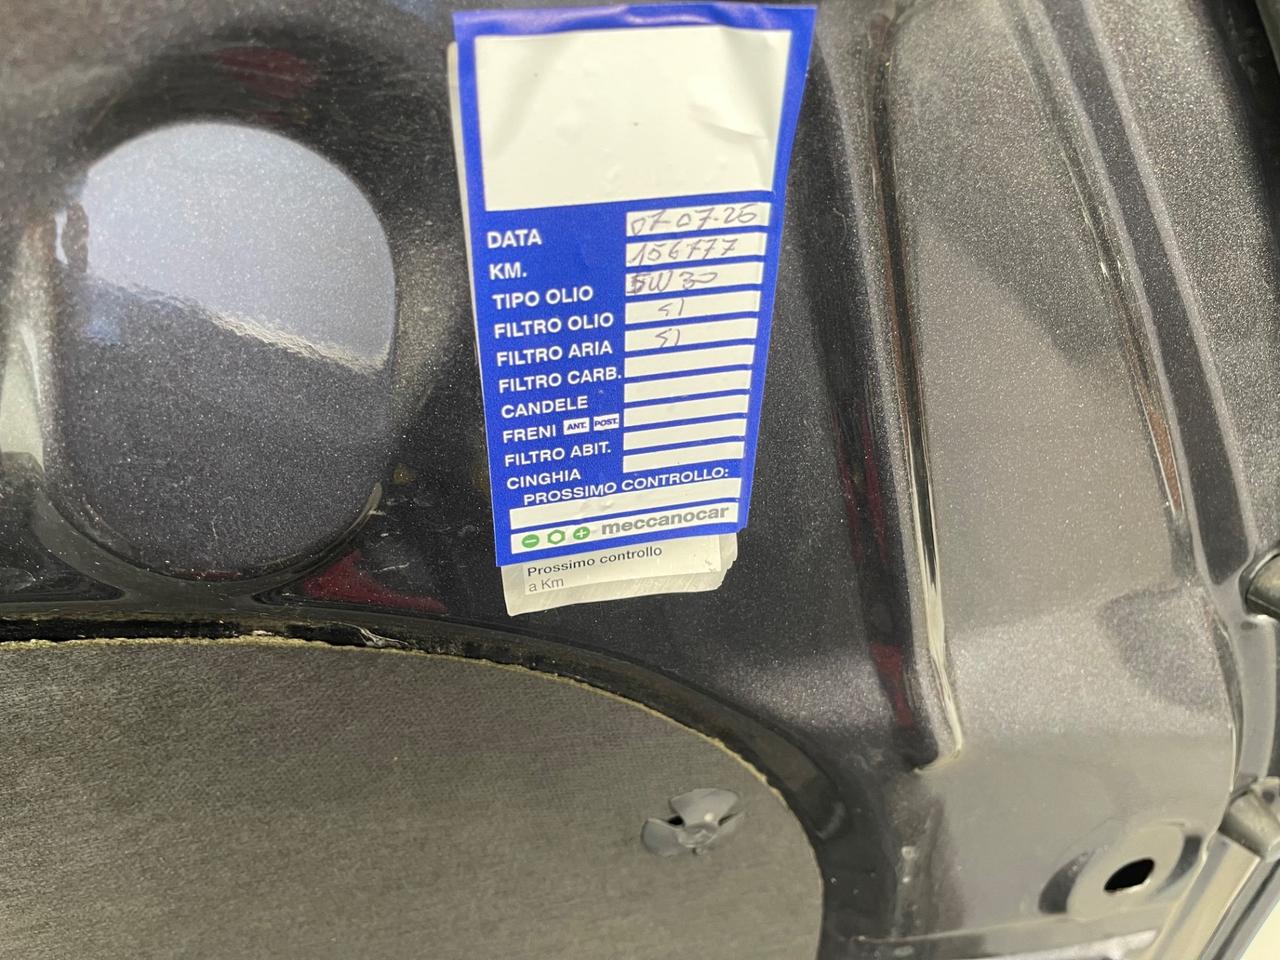 DATA 07-07-25
KM. 156777
TIPO OLIO 5W30
FILTRO OLIO SI
FILTRO ARIA SI
FILTRO CARB.
CANDELE
FRENI ANT. POST.
FILTRO ABIT.
CINGHIA
PROSSIMO CONTROLLO:
meccanocar
Prossimo controllo
a Km